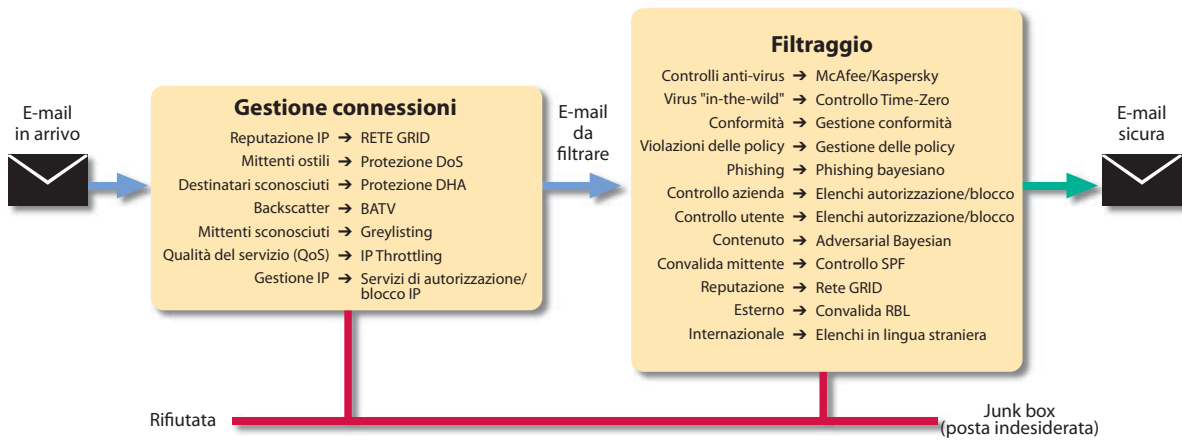 E-mail
in arrivo
Gestione connessioni
Reputazione IP ➔ RETE GRID
Mittenti ostili ➔ Protezione DoS
Destinatari sconosciuti ➔ Protezione DHA
Backscatter ➔ BATV
Mittenti sconosciuti ➔ Greylisting
Qualità del servizio (QoS) ➔ IP Throttling
Gestione IP ➔ Servizi di autorizzazione/
blocco IP
E-mail
da
filtrare
Filtraggio
Controlli anti-virus ➔ McAfee/Kaspersky
Virus "in-the-wild" ➔ Controllo Time-Zero
Conformità ➔ Gestione conformità
Violazioni delle policy ➔ Gestione delle policy
Phishing ➔ Phishing bayesiano
Controllo azienda ➔ Elenchi autorizzazione/blocco
Controllo utente ➔ Elenchi autorizzazione/blocco
Contenuto ➔ Adversarial Bayesian
Convalida mittente ➔ Controllo SPF
Reputazione ➔ Rete GRID
Esterno ➔ Convalida RBL
Internazionale ➔ Elenchi in lingua straniera
E-mail
sicura
Rifiutata
Junk box
(posta indesiderata)